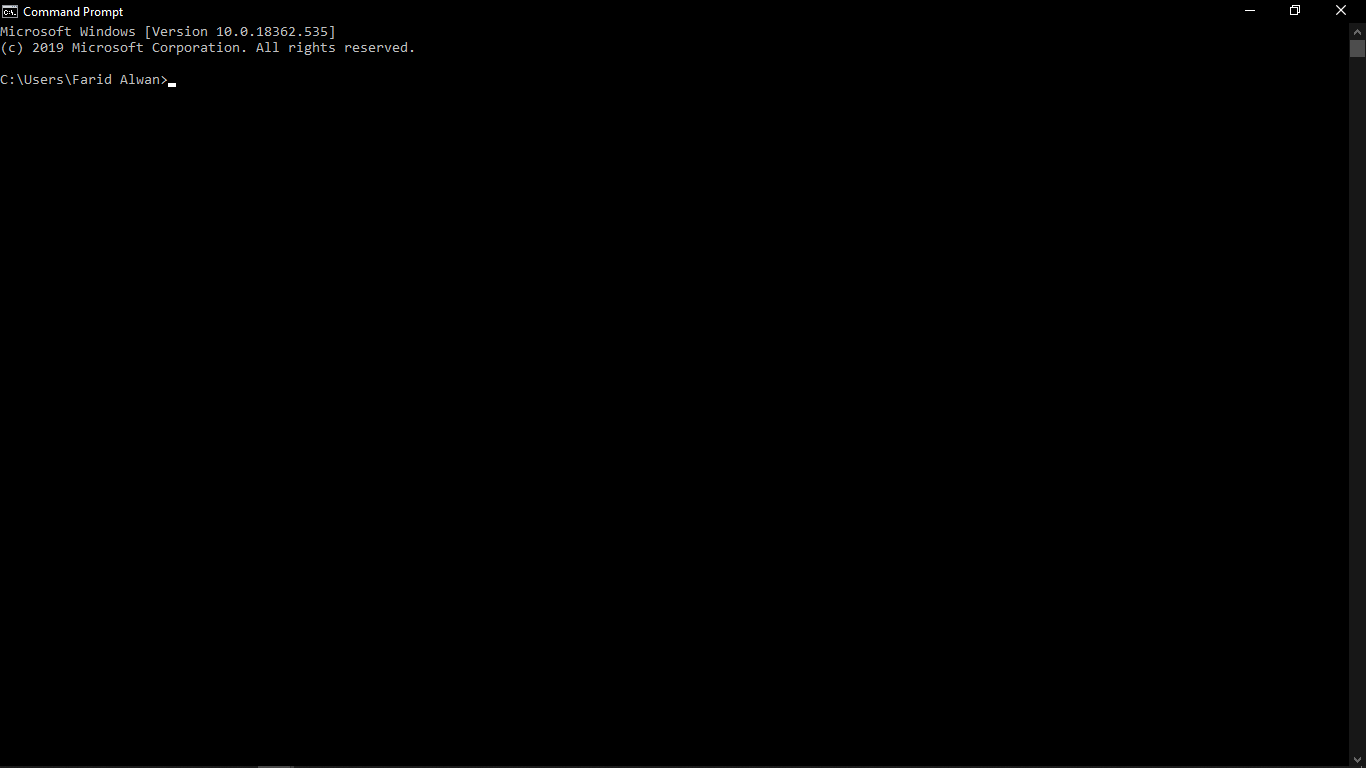 Command Prompt
Microsoft Windows [Version 10.0.18362.535]
(c) 2019 Microsoft Corporation. All rights reserved.
C:\Users\Farid Alwan>